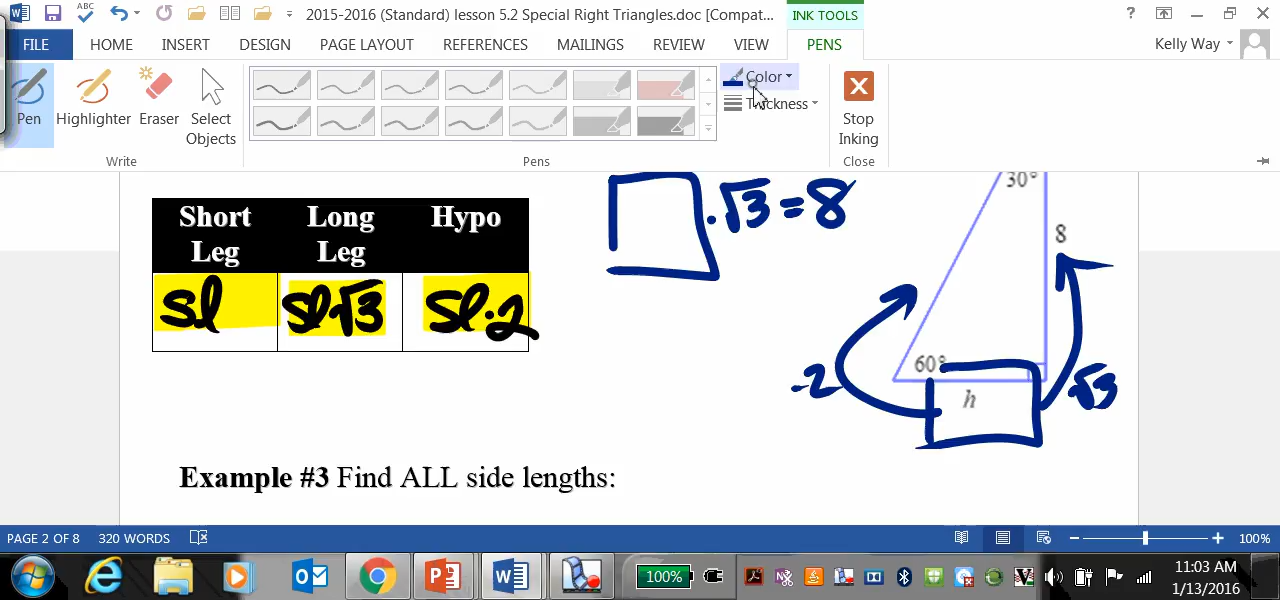 2015-2016 (Standard) lesson 5.2 Special Right Triangles.doc [Compat...
INK TOOLS
?
FILE HOME INSERT DESIGN PAGE LAYOUT REFERENCES MAILINGS REVIEW VIEW PENS
Kelly Way
Pen Highlighter Eraser Select Objects
Color
Thickness
Stop Inking
Write Pens Close
Short Leg Long Leg Hypo
sl sl√3 sl·2
·√3=8
30°
8
60°
h
·2
·√3
Example #3 Find ALL side lengths:
PAGE 2 OF 8 320 WORDS
100%
100%
11:03 AM
1/13/2016